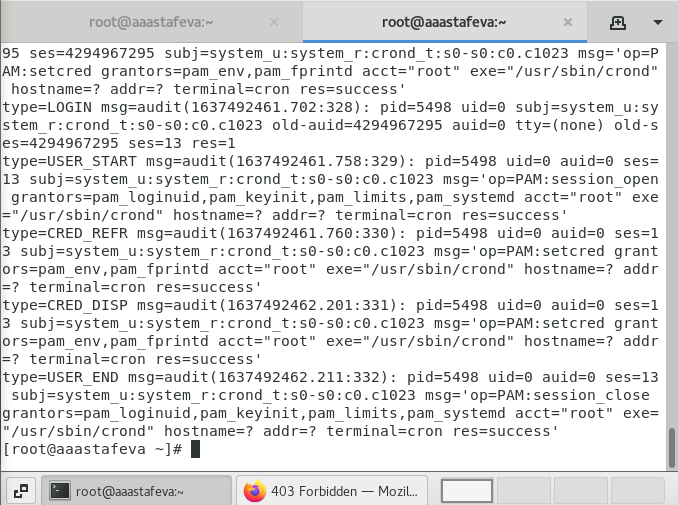 root@aaastafeva:~ root@aaastafeva:~
95 ses=4294967295 subj=system_u:system_r:crond_t:s0-s0:c0.c1023 msg='op=P
AM:setcred grantors=pam_env,pam_fprintd acct="root" exe="/usr/sbin/crond"
 hostname=? addr=? terminal=cron res=success'
type=LOGIN msg=audit(1637492461.702:328): pid=5498 uid=0 subj=system_u:sy
stem_r:crond_t:s0-s0:c0.c1023 old-auid=4294967295 auid=0 tty=(none) old-s
es=4294967295 ses=13 res=1
type=USER_START msg=audit(1637492461.758:329): pid=5498 uid=0 auid=0 ses=
13 subj=system_u:system_r:crond_t:s0-s0:c0.c1023 msg='op=PAM:session_open
 grantors=pam_loginuid,pam_keyinit,pam_limits,pam_systemd acct="root" exe
="/usr/sbin/crond" hostname=? addr=? terminal=cron res=success'
type=CRED_REFR msg=audit(1637492461.760:330): pid=5498 uid=0 auid=0 ses=1
3 subj=system_u:system_r:crond_t:s0-s0:c0.c1023 msg='op=PAM:setcred grant
ors=pam_env,pam_fprintd acct="root" exe="/usr/sbin/crond" hostname=? addr
=? terminal=cron res=success'
type=CRED_DISP msg=audit(1637492462.201:331): pid=5498 uid=0 auid=0 ses=1
3 subj=system_u:system_r:crond_t:s0-s0:c0.c1023 msg='op=PAM:setcred grant
ors=pam_env,pam_fprintd acct="root" exe="/usr/sbin/crond" hostname=? addr
=? terminal=cron res=success'
type=USER_END msg=audit(1637492462.211:332): pid=5498 uid=0 auid=0 ses=13
 subj=system_u:system_r:crond_t:s0-s0:c0.c1023 msg='op=PAM:session_close
grantors=pam_loginuid,pam_keyinit,pam_limits,pam_systemd acct="root" exe=
"/usr/sbin/crond" hostname=? addr=? terminal=cron res=success'
[root@aaastafeva ~]#
root@aaastafeva:~ 403 Forbidden — Mozil...